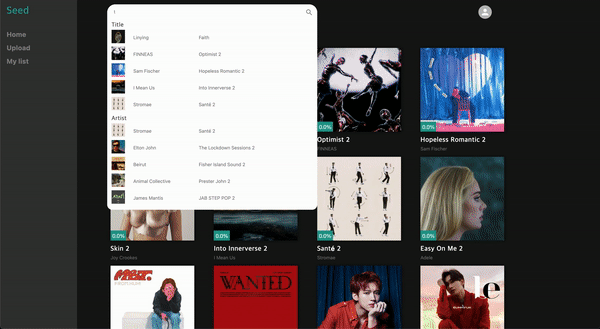 Seed
Home
Upload
My list
Title
Linying Faith
FINNEAS Optimist 2
Sam Fischer Hopeless Romantic 2
I Mean Us Into Innerverse 2
Stromae Santé 2
Artist
Stromae Santé 2
Elton John The Lockdown Sessions 2
Beirut Fisher Island Sound 2
Animal Collective Prester John 2
James Mantis JAB STEP POP 2
0.0% 0.0%
Optimist 2 Hopeless Romantic 2
FINNEAS Sam Fischer
0.0% 0.0% 0.0%
Skin 2 Into Innerverse 2 Santé 2 Easy On Me 2
Joy Crookes I Mean Us Stromae Adele
WANTED